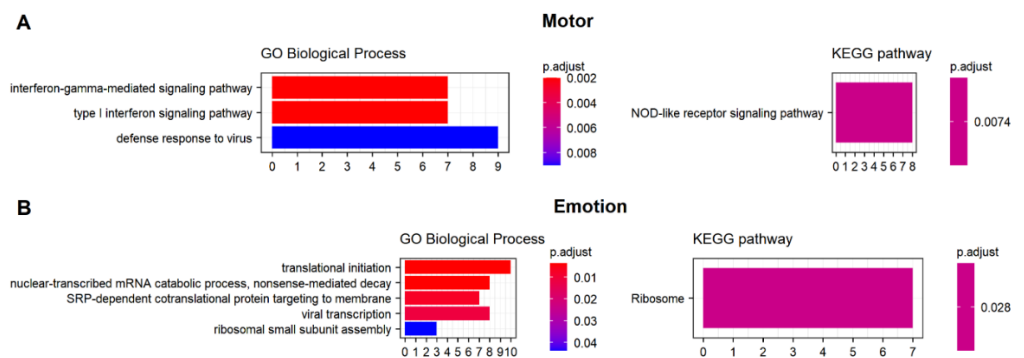 A
Motor
GO Biological Process
interferon-gamma-mediated signaling pathway
type I interferon signaling pathway
defense response to virus
0 1 2 3 4 5 6 7 8 9
p.adjust
0.002
0.004
0.006
0.008
KEGG pathway
NOD-like receptor signaling pathway
0 1 2 3 4 5 6 7 8
p.adjust
0.0074
B
Emotion
GO Biological Process
translational initiation
nuclear-transcribed mRNA catabolic process, nonsense-mediated decay
SRP-dependent cotranslational protein targeting to membrane
viral transcription
ribosomal small subunit assembly
0 1 2 3 4 5 6 7 8 9 10
p.adjust
0.01
0.02
0.03
0.04
KEGG pathway
Ribosome
0 1 2 3 4 5 6 7
p.adjust
0.028